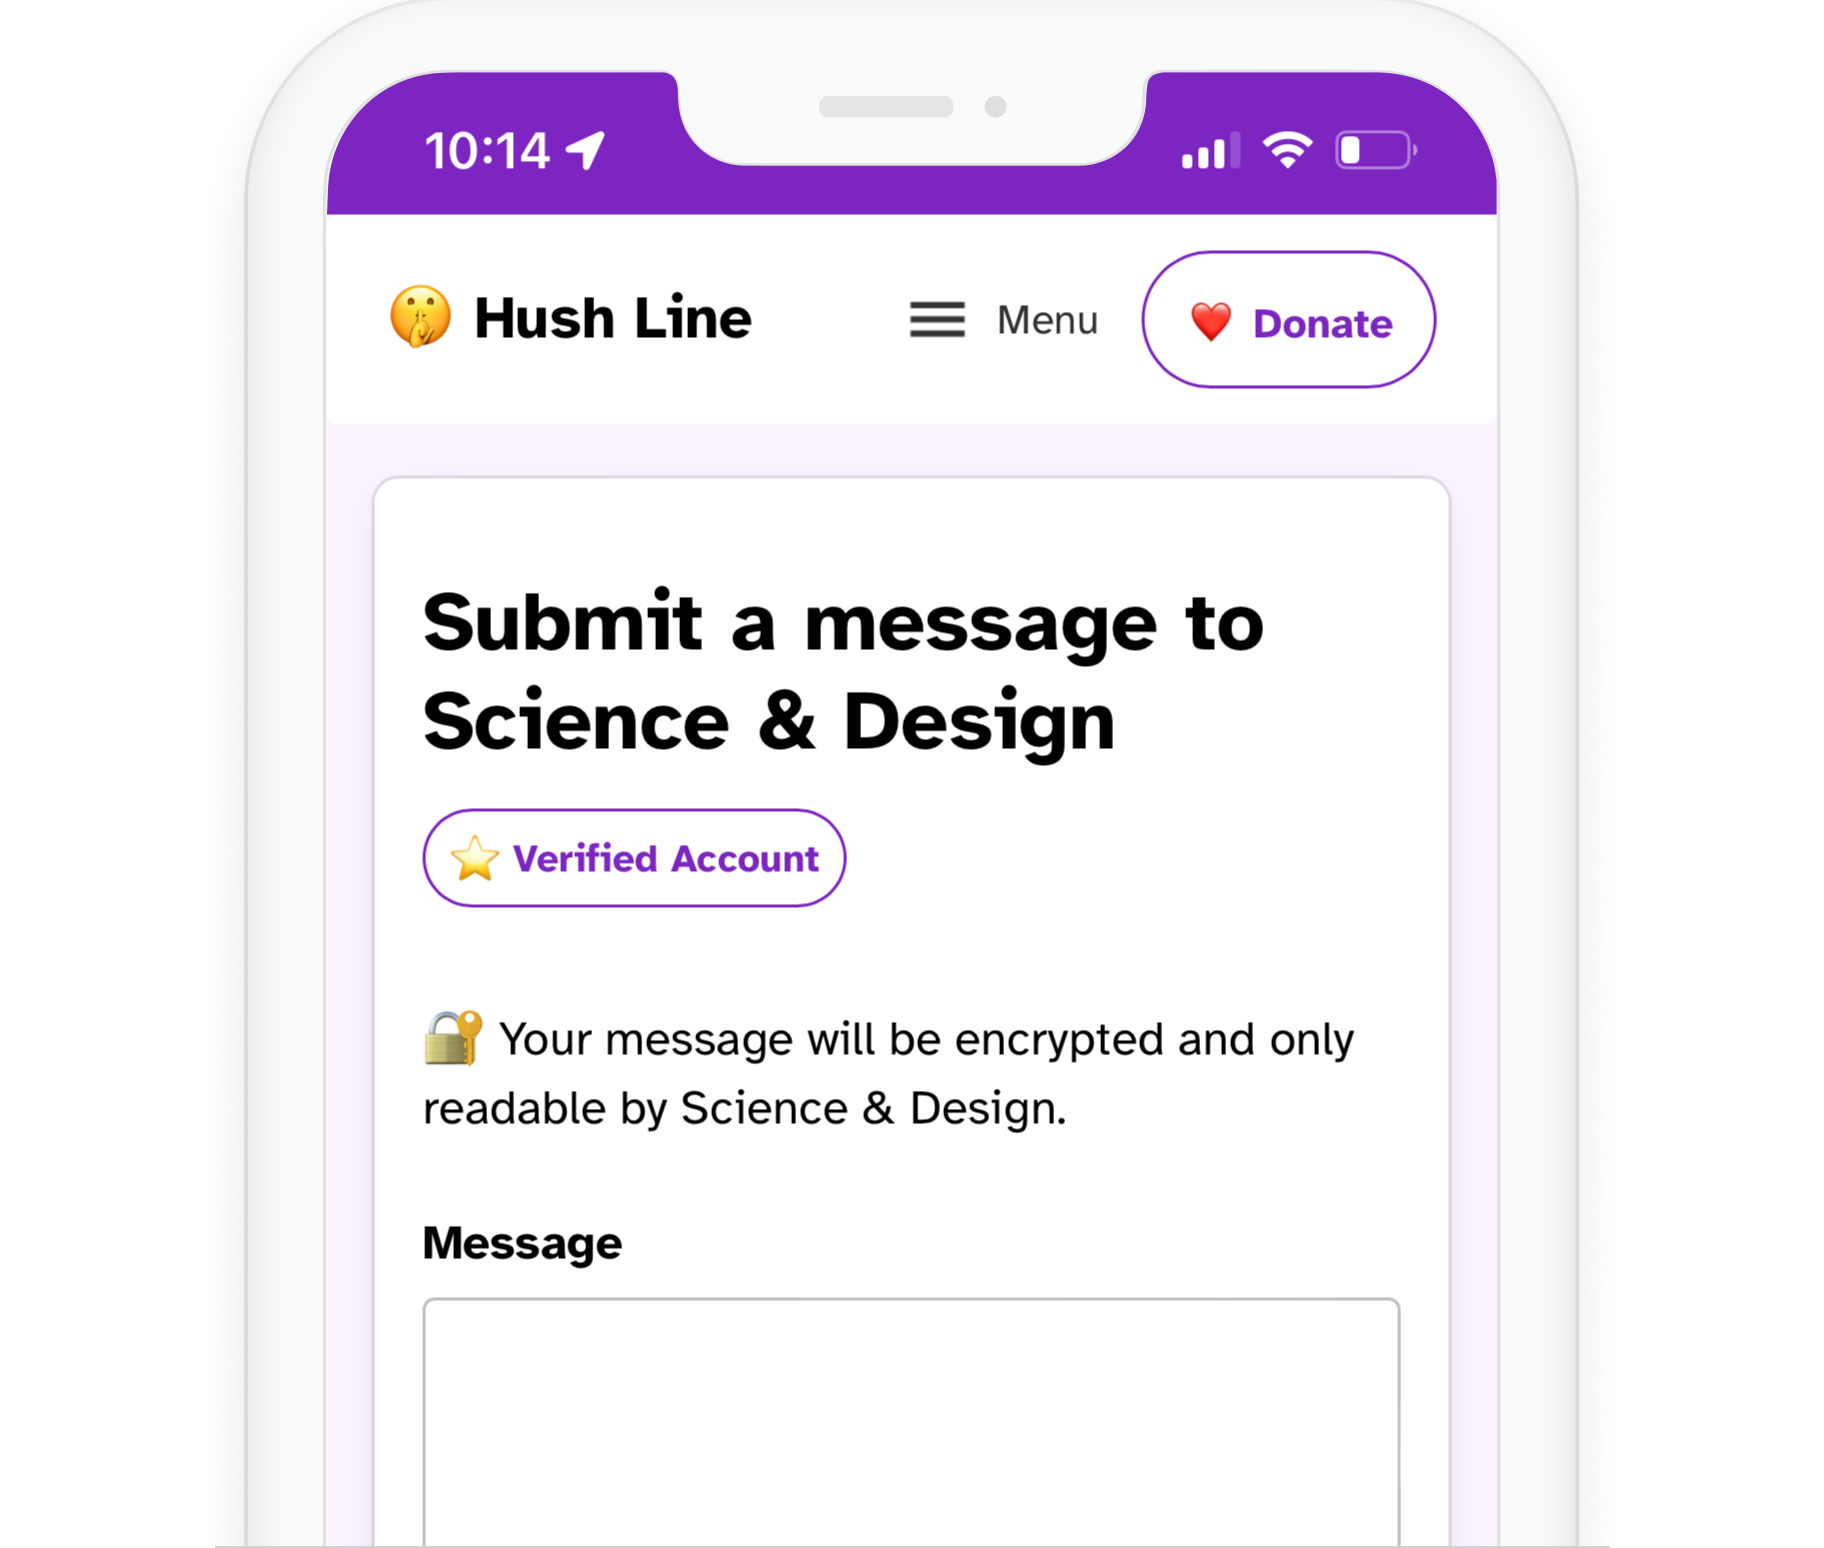 10:14
Hush Line
Menu
Donate
Submit a message to
Science & Design
Verified Account
Your message will be encrypted and only
readable by Science & Design.
Message